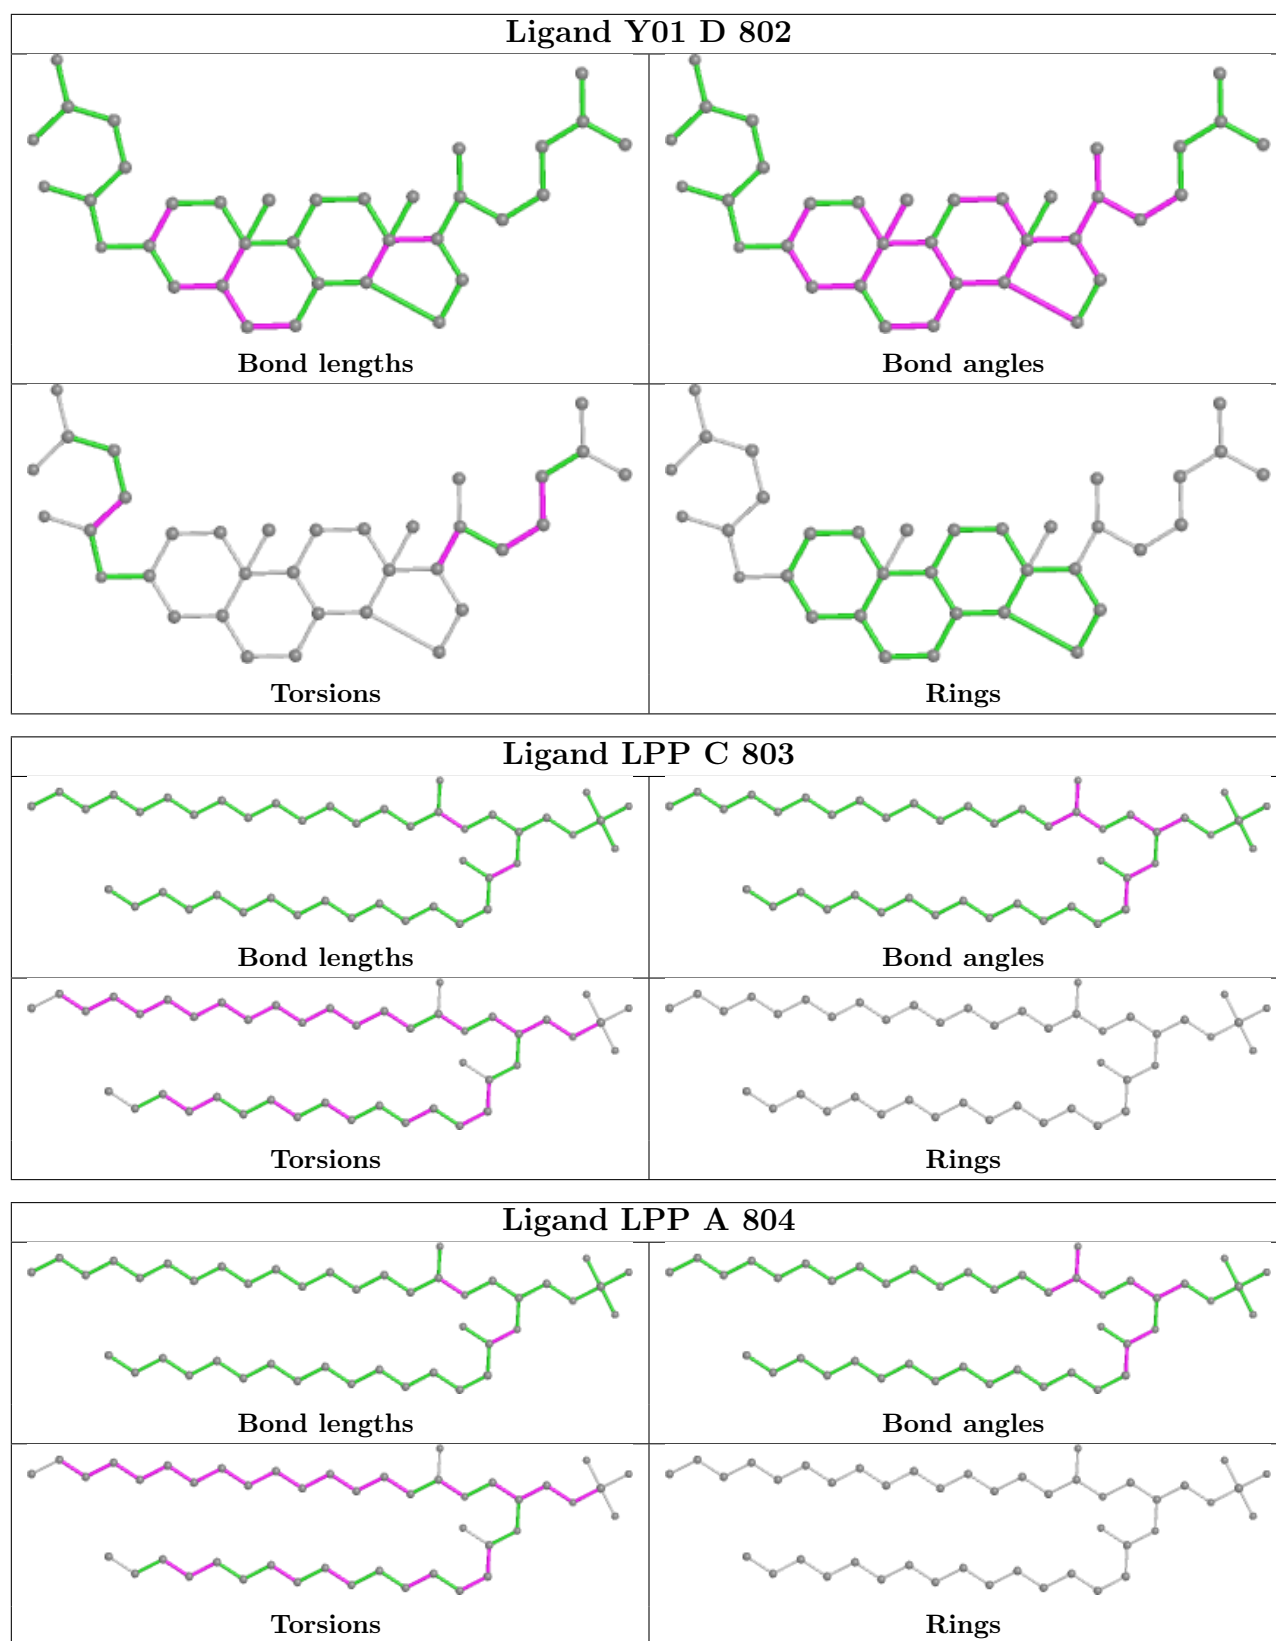 Ligand Y01 D 802
Bond lengths
Bond angles
Torsions
Rings
Ligand LPP C 803
Bond lengths
Bond angles
Torsions
Rings
Ligand LPP A 804
Bond lengths
Bond angles
Torsions
Rings